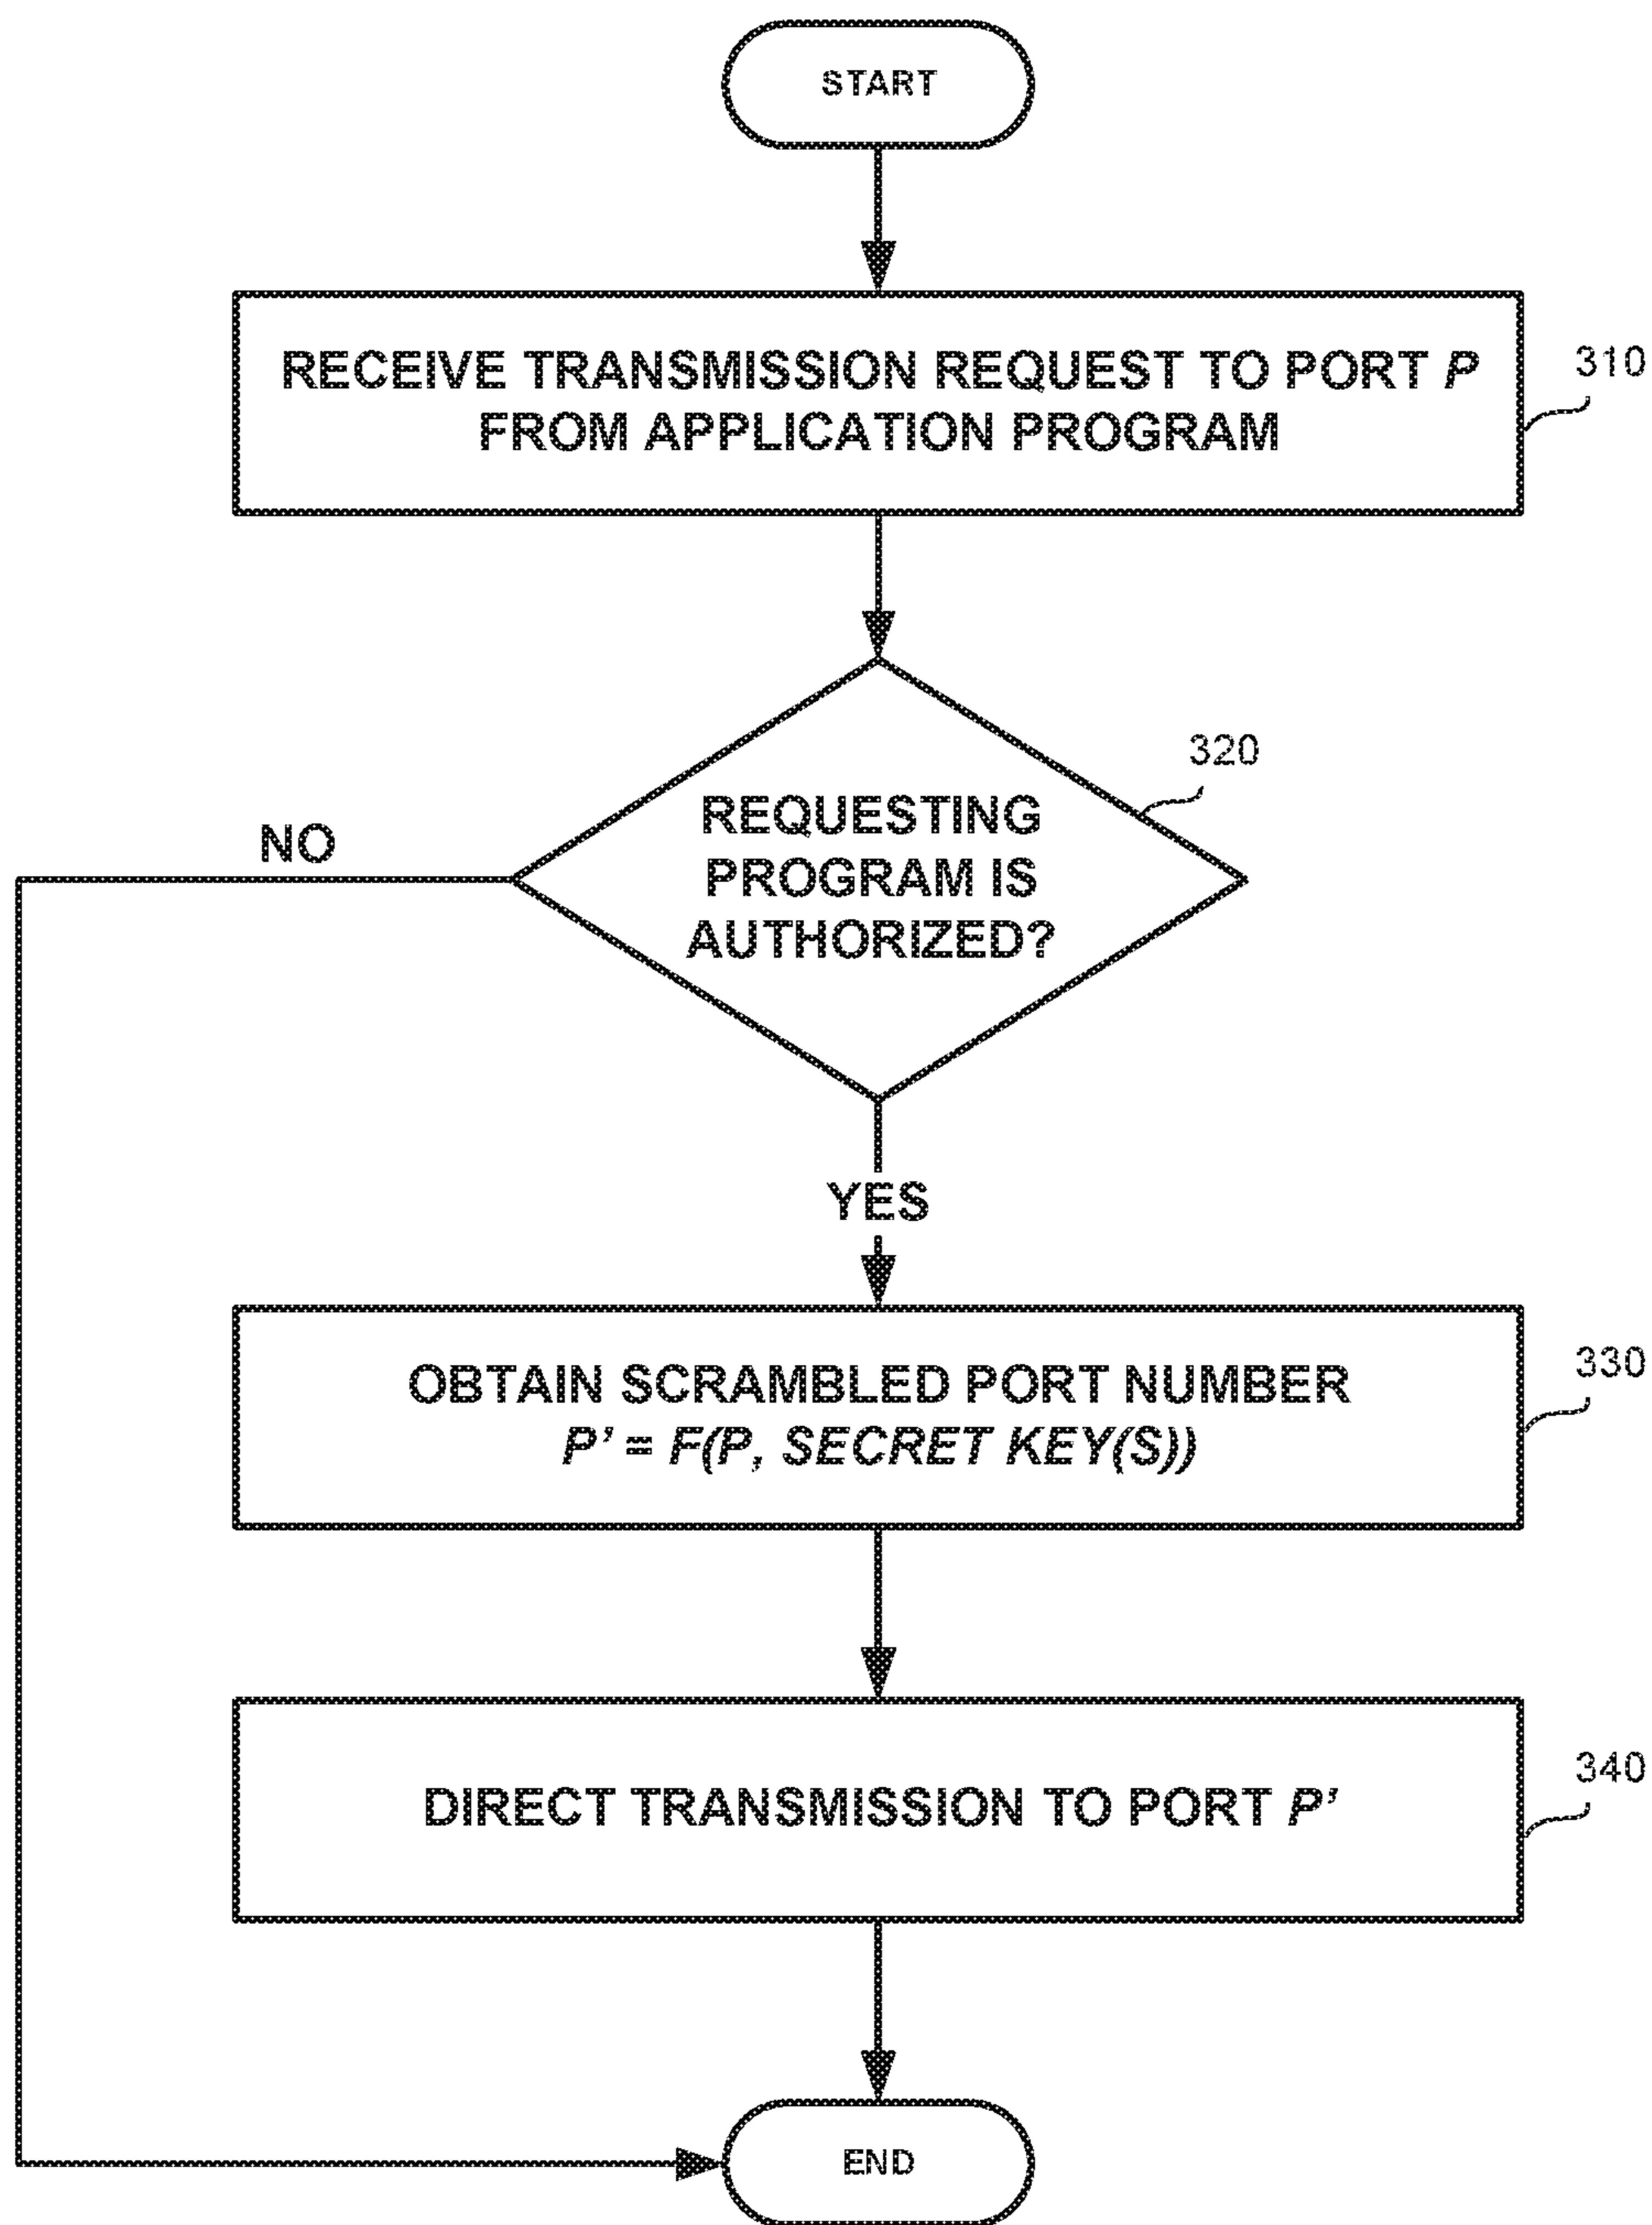 START
RECEIVE TRANSMISSION REQUEST TO PORT P
FROM APPLICATION PROGRAM
310
320
REQUESTING
PROGRAM IS
AUTHORIZED?
NO
YES
OBTAIN SCRAMBLED PORT NUMBER
P’ = F(P, SECRET KEY(S))
330
DIRECT TRANSMISSION TO PORT P’
340
END